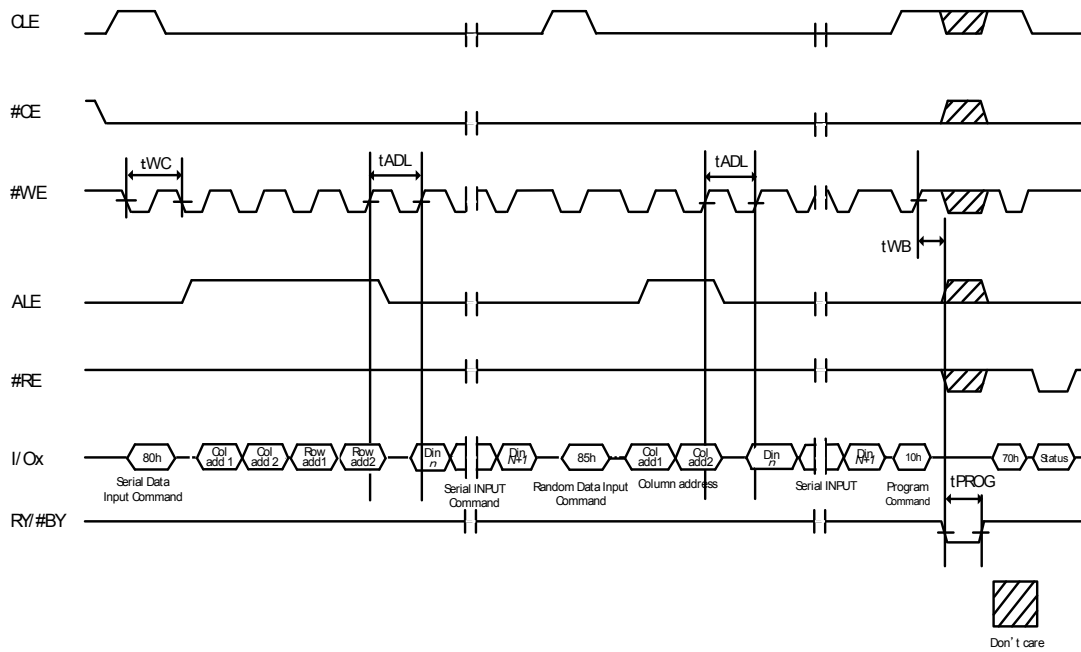 CLE
#CE
tWC
tADL
tADL
#WE
tWB
ALE
#RE
I/Ox
80h
Col add 1
Col add 2
Row add1
Row add2
Din n
Din N+1
85h
Col add1
Col add2
Din n
Din N+1
10h
70h
Status
Serial Data Input Command
Serial INPUT Command
Random Data Input Command
Column address
Serial INPUT
Program Command
tPROG
RY/#BY
Don't care